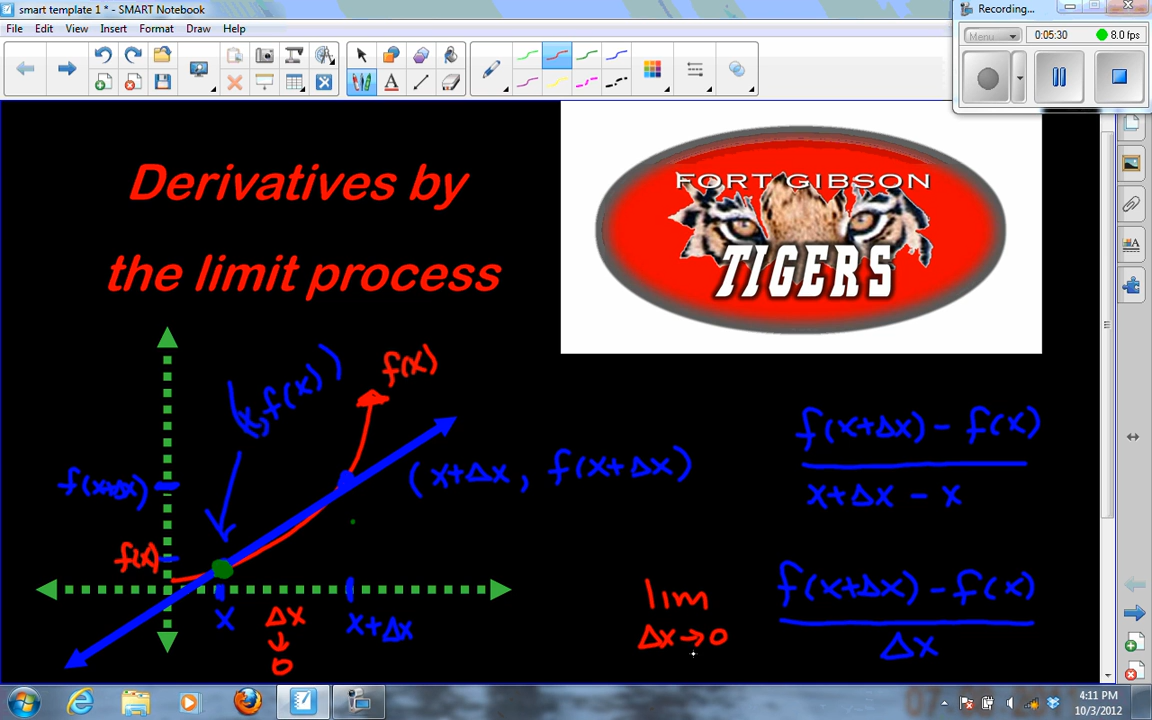 smart template 1 * - SMART Notebook
File Edit View Insert Format Draw Help
Recording...
Menu 0:05:30 8.0 fps
Derivatives by
the limit process
FORT GIBSON
TIGERS
f(x)
(x, f(x))
f(x+Δx)
(x+Δx, f(x+Δx)
f(x)
x
Δx
↓
0
x+Δx
f(x+Δx) - f(x)
x+Δx - x
lim
Δx→0
f(x+Δx) - f(x)
Δx
4:11 PM
10/3/2012